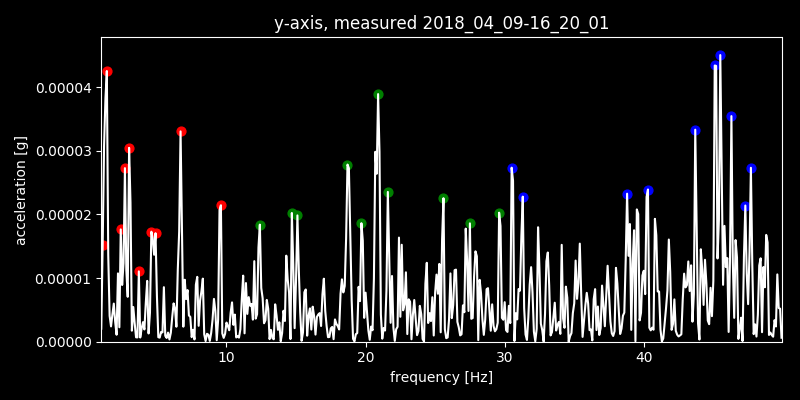 y-axis, measured 2018_04_09-16_20_01
acceleration [g]
0.00004
0.00003
0.00002
0.00001
0.00000
10 20 30 40
frequency [Hz]